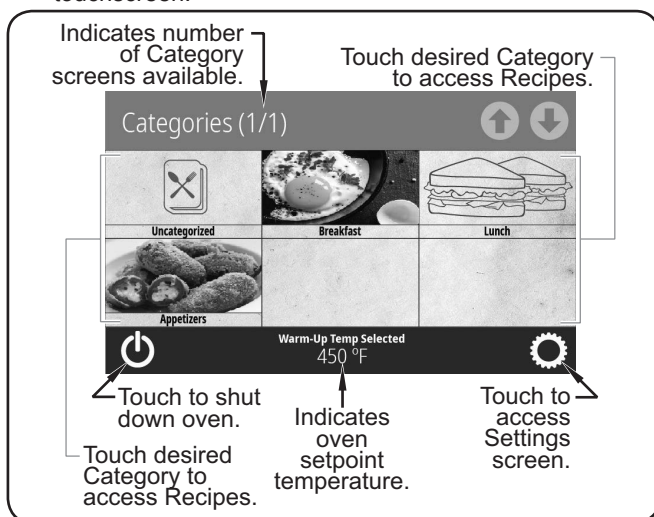 touchscreen.
Indicates number
of Category
screens available.
Touch desired Category
to access Recipes.
Categories (1/1)
Uncategorized
Breakfast
Lunch
Appetizers
Warm-Up Temp Selected
450 °F
Touch to shut
down oven.
Indicates
oven
setpoint
temperature.
Touch to
access
Settings
screen.
Touch desired
Category to
access Recipes.